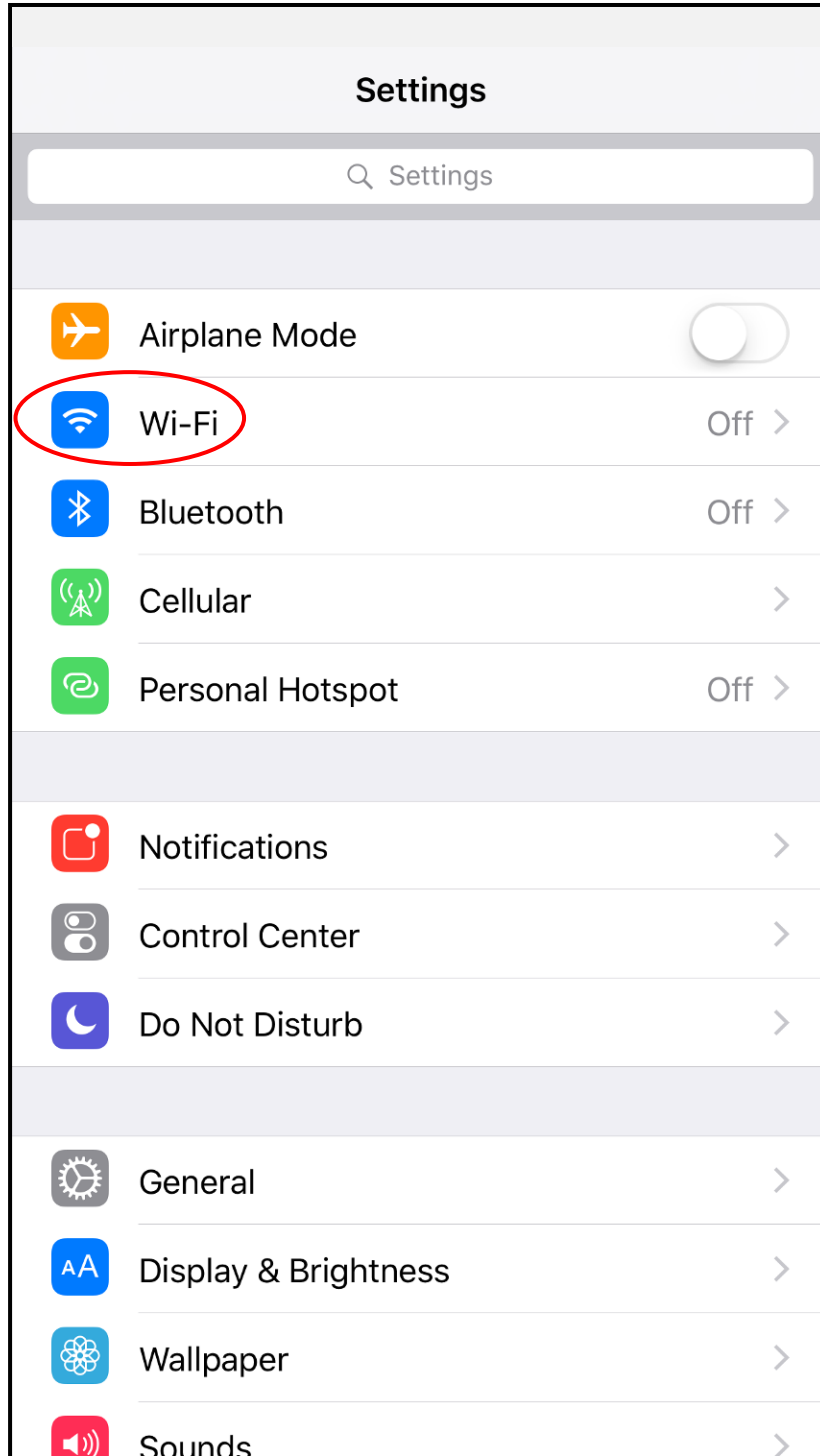 Settings
Settings
Airplane Mode
Wi-Fi Off
Bluetooth Off
Cellular
Personal Hotspot Off
Notifications
Control Center
Do Not Disturb
General
AA Display & Brightness
Wallpaper
Sounds